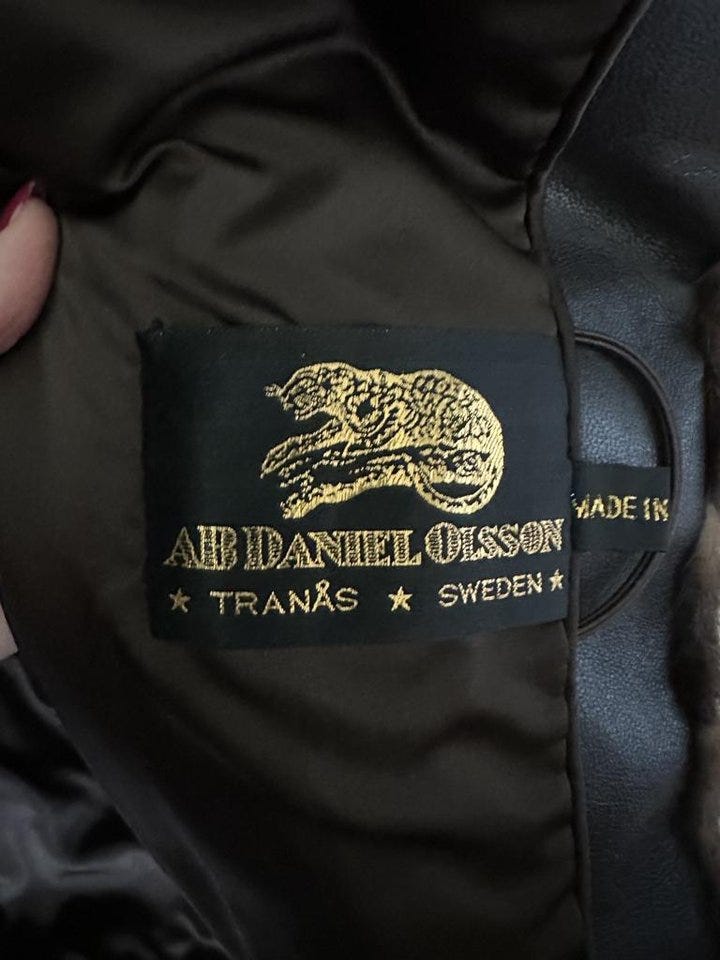 AB DANIEL OLSSON
★ TRANÅS ★ SWEDEN ★
MADE IN